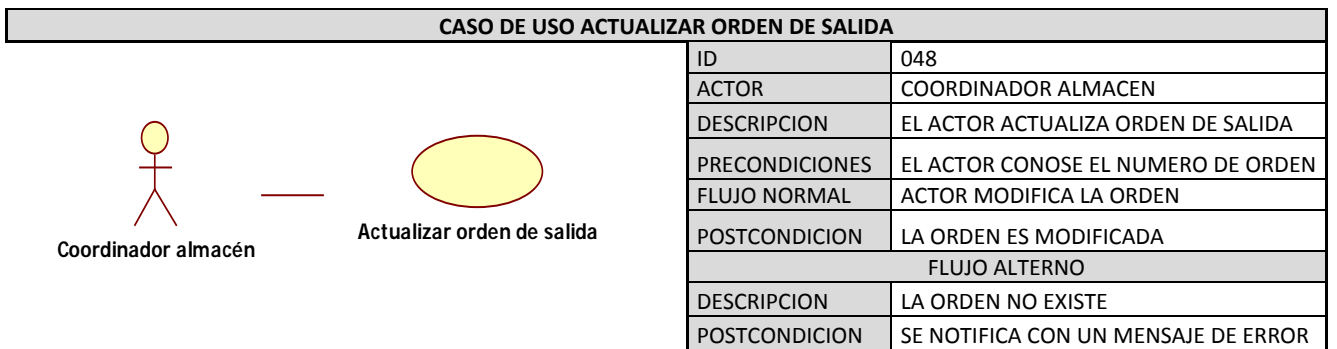 CASO DE USO ACTUALIZAR ORDEN DE SALIDA
ID 048
ACTOR COORDINADOR ALMACEN
DESCRIPCION EL ACTOR ACTUALIZA ORDEN DE SALIDA
PRECONDICIONES EL ACTOR CONOSE EL NUMERO DE ORDEN
FLUJO NORMAL ACTOR MODIFICA LA ORDEN
POSTCONDICION LA ORDEN ES MODIFICADA
FLUJO ALTERNO
DESCRIPCION LA ORDEN NO EXISTE
POSTCONDICION SE NOTIFICA CON UN MENSAJE DE ERROR
Coordinador almacén
Actualizar orden de salida